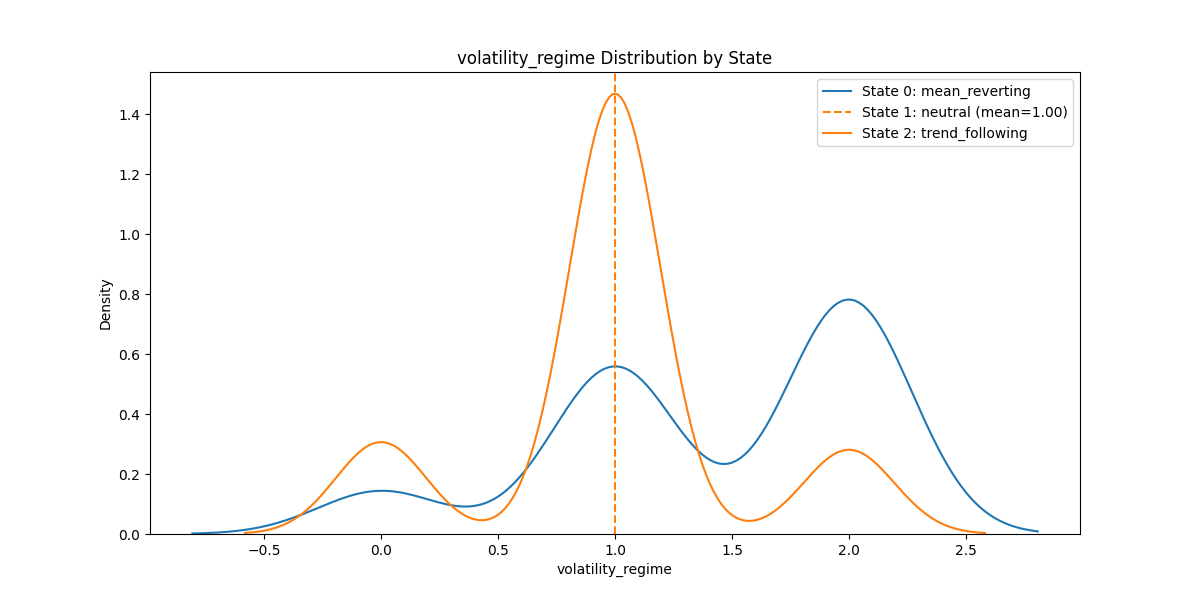 volatility_regime Distribution by State
State 0: mean_reverting
State 1: neutral (mean=1.00)
State 2: trend_following
Density
1.4
1.2
1.0
0.8
0.6
0.4
0.2
0.0
−0.5 0.0 0.5 1.0 1.5 2.0 2.5
volatility_regime